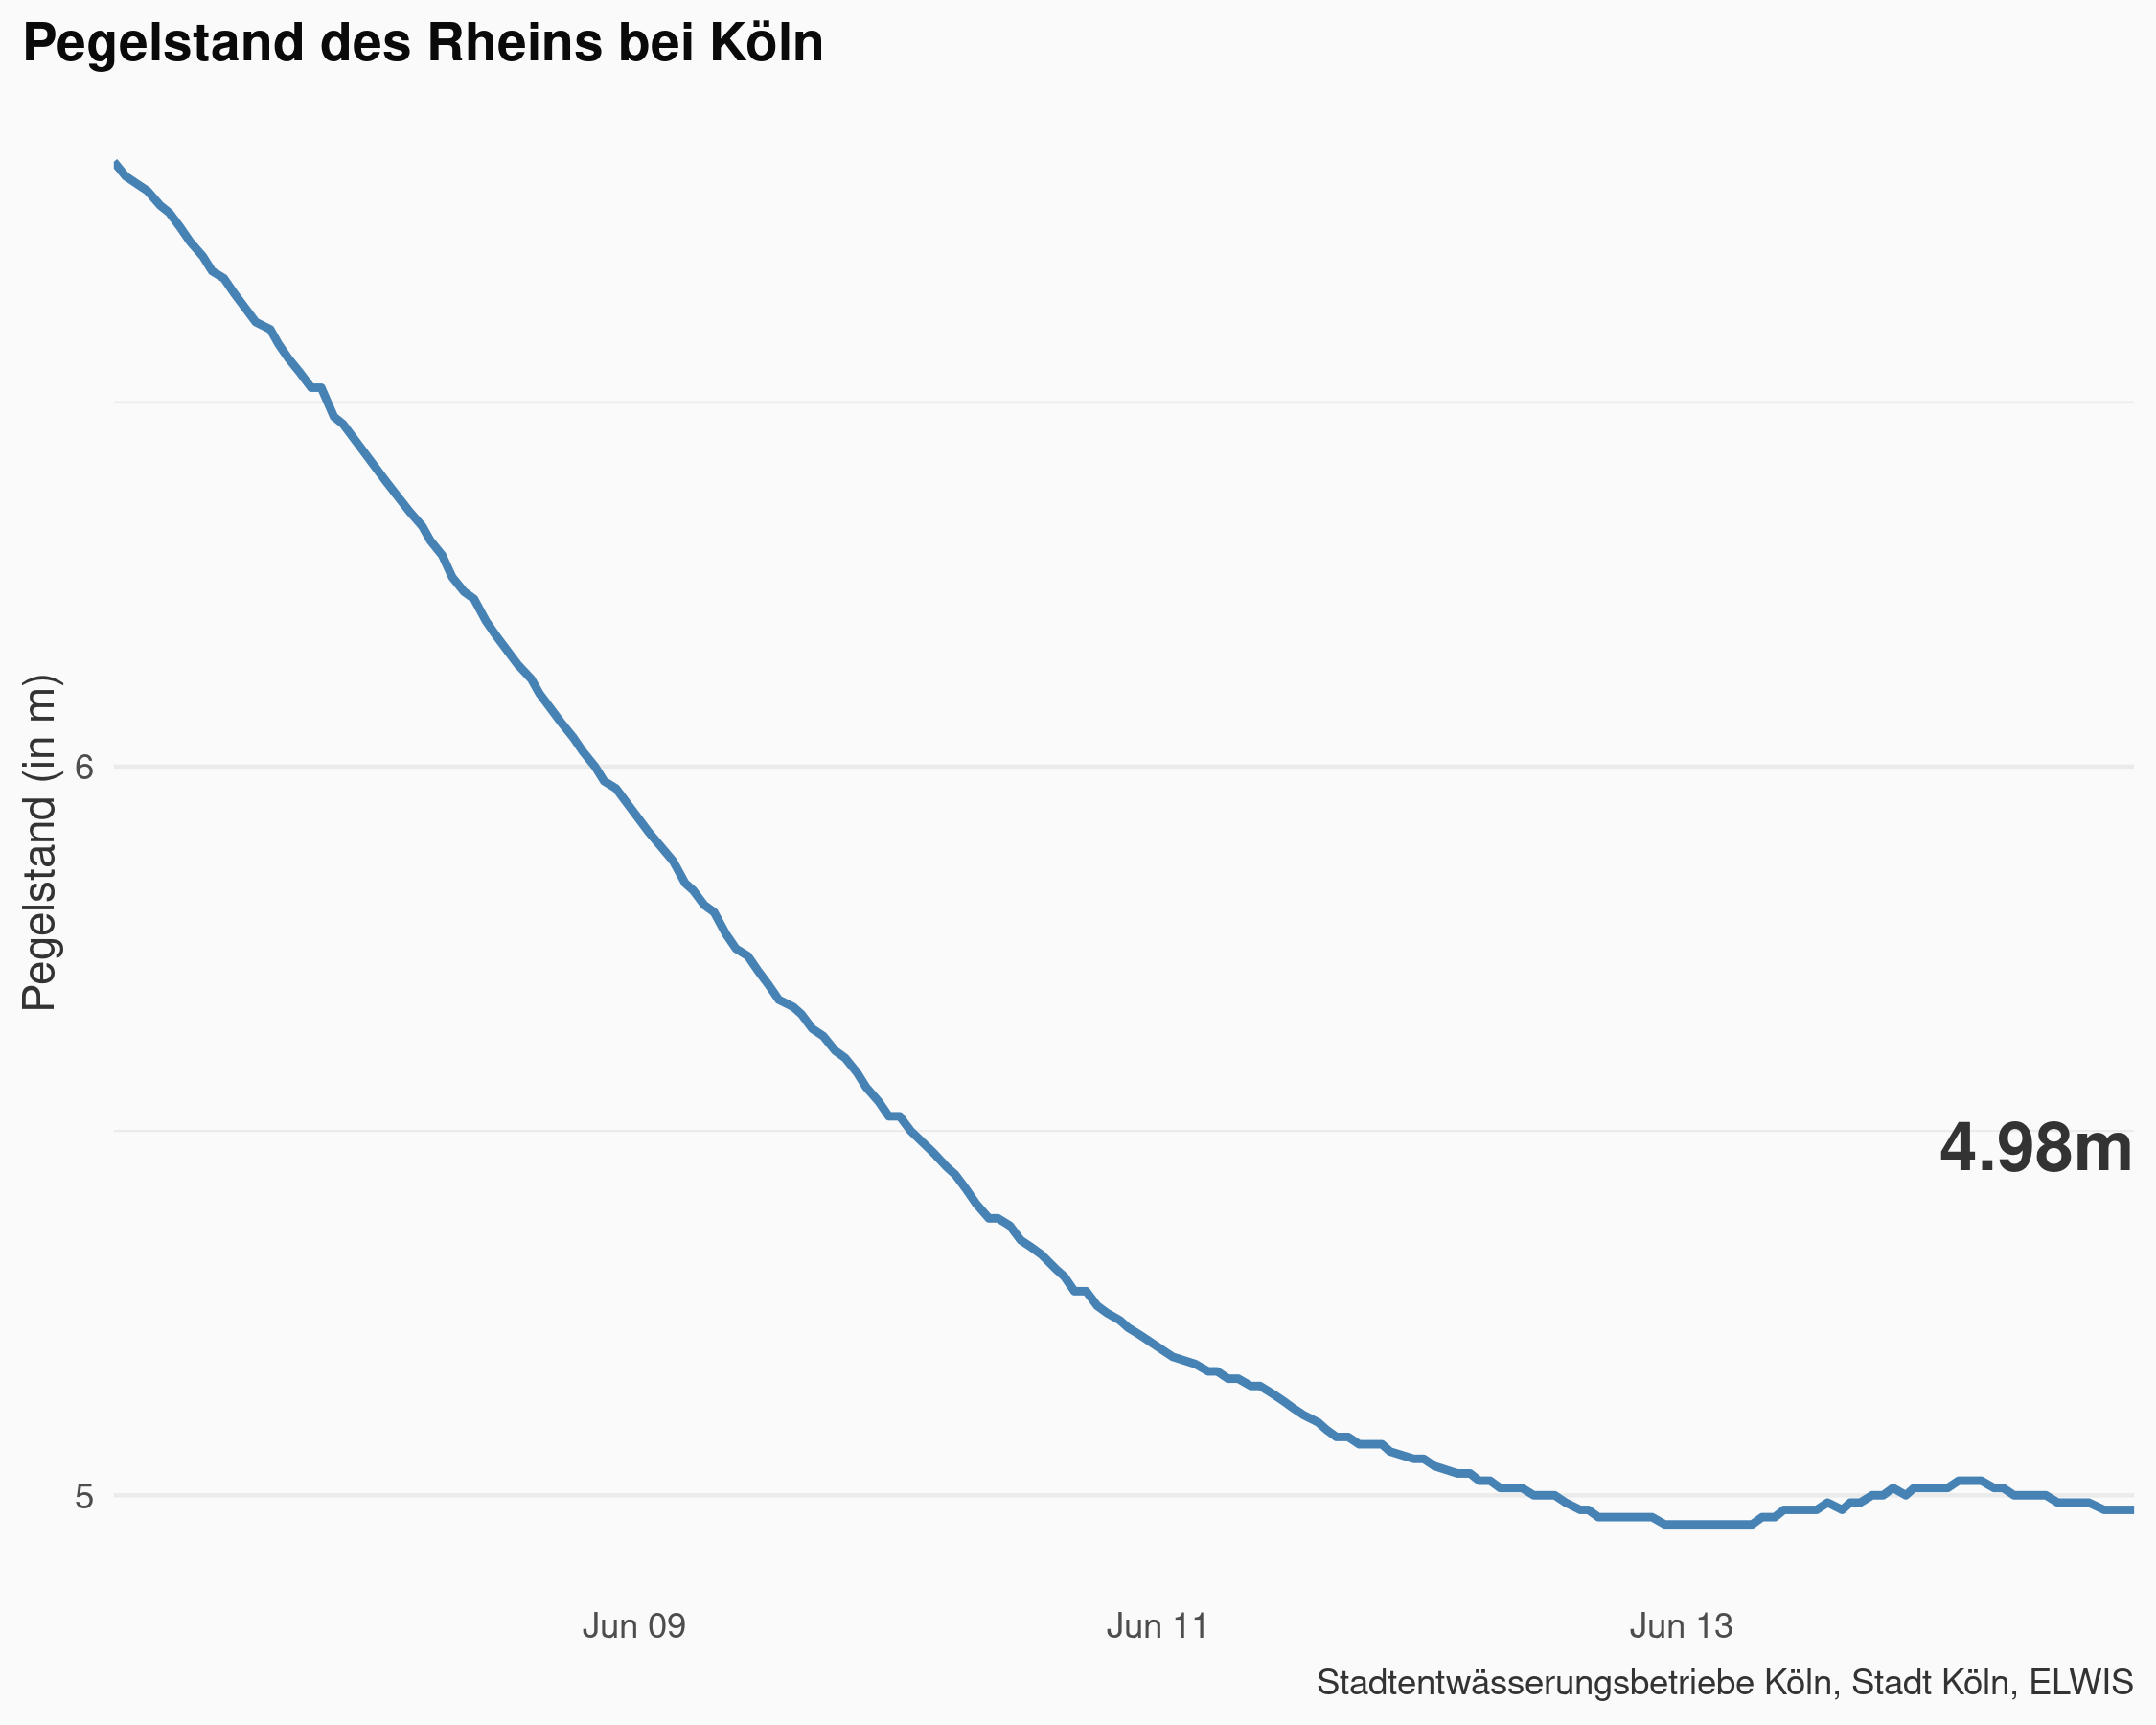 Pegelstand des Rheins bei Köln
Pegelstand (in m)
6
5
4.98m
Jun 09
Jun 11
Jun 13
Stadtentwässerungsbetriebe Köln, Stadt Köln, ELWIS